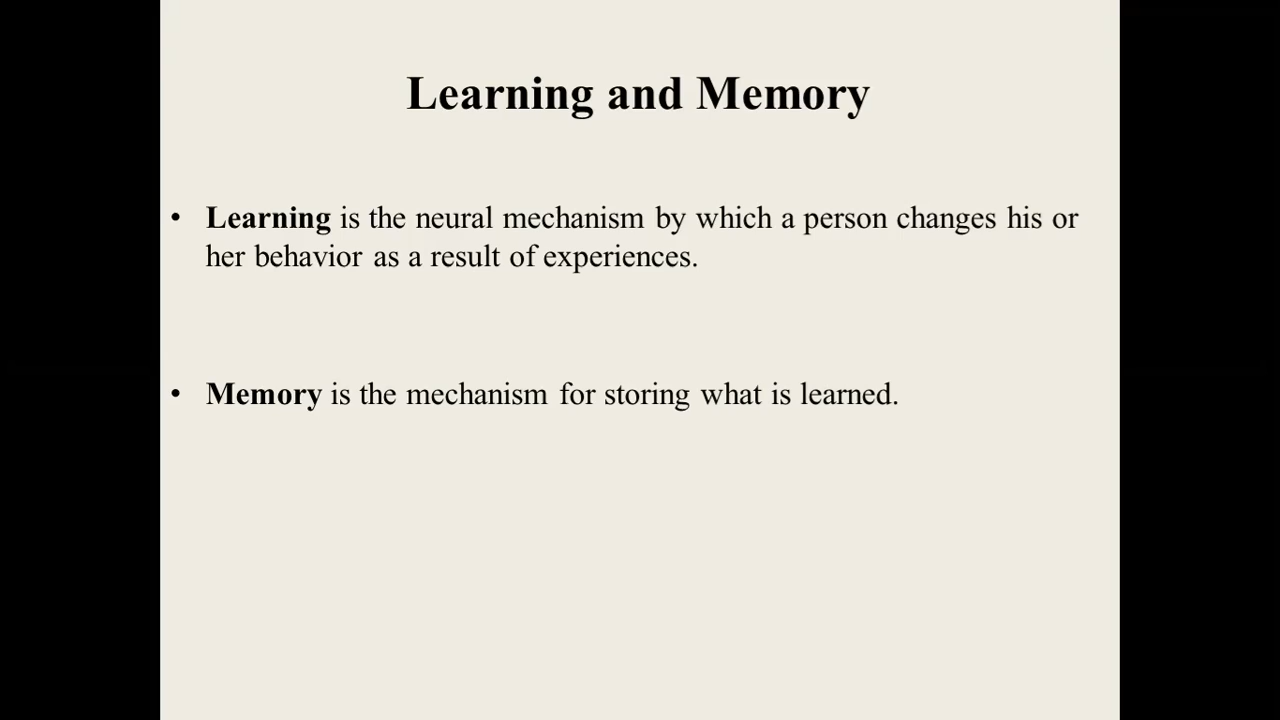 Learning and Memory
• Learning is the neural mechanism by which a person changes his or
her behavior as a result of experiences.
• Memory is the mechanism for storing what is learned.